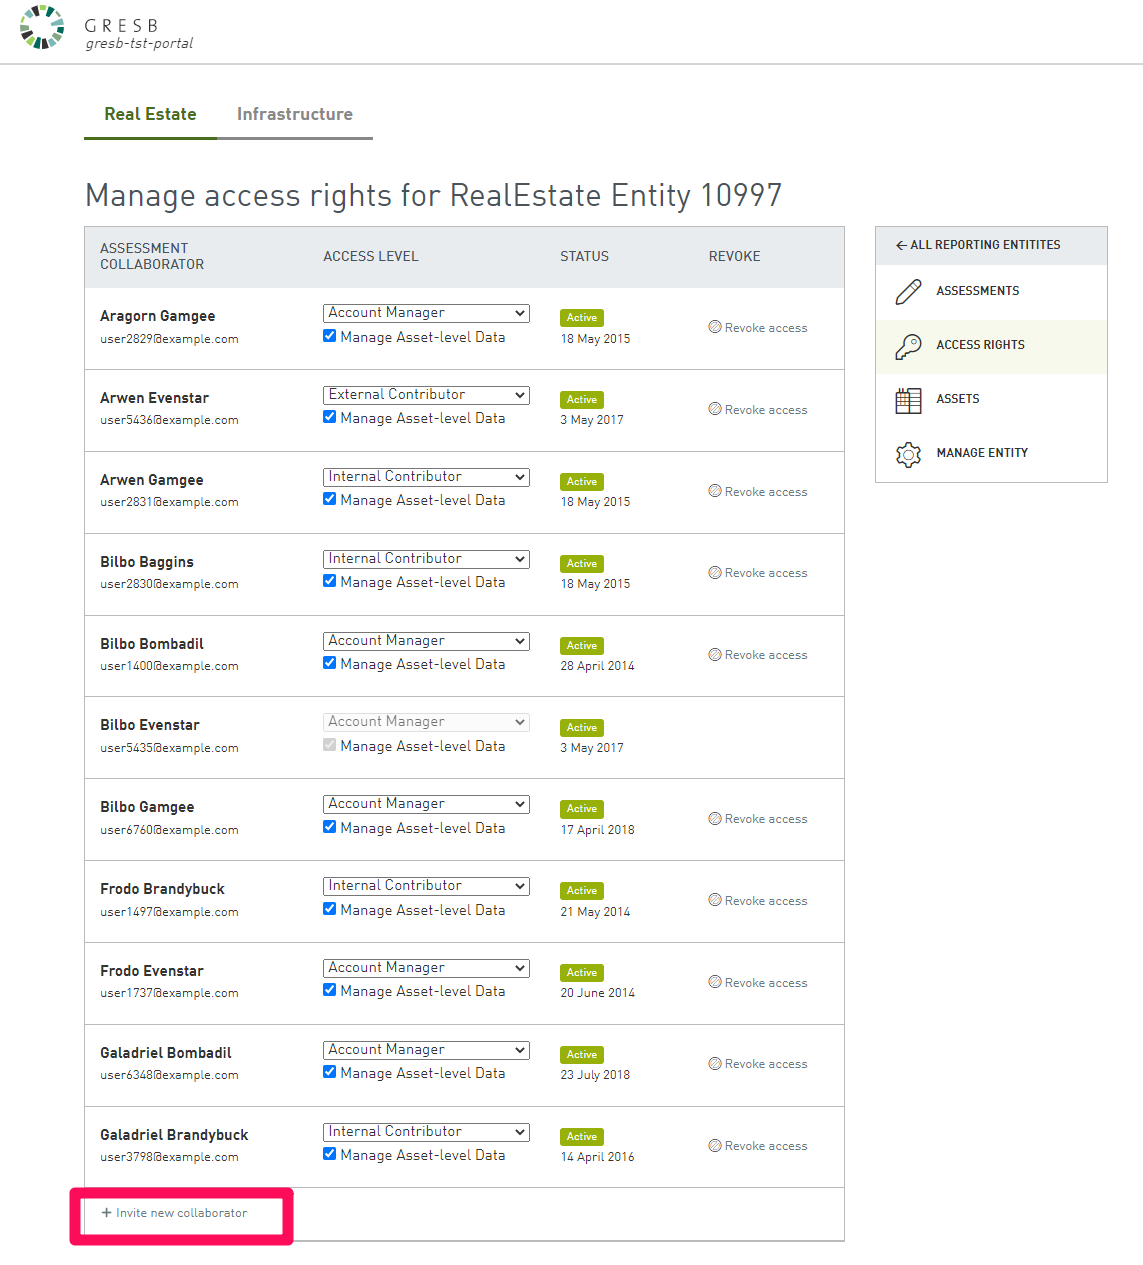 GRESB
gresb-tst-portal
Real Estate Infrastructure
Manage access rights for RealEstate Entity 10997
ASSESSMENT COLLABORATOR ACCESS LEVEL STATUS REVOKE
Aragorn Gamgee
user2829@example.com
Account Manager
Manage Asset-level Data
Active
18 May 2015
Revoke access
Arwen Evenstar
user5436@example.com
External Contributor
Manage Asset-level Data
Active
3 May 2017
Revoke access
Arwen Gamgee
user2831@example.com
Internal Contributor
Manage Asset-level Data
Active
18 May 2015
Revoke access
Bilbo Baggins
user2830@example.com
Internal Contributor
Manage Asset-level Data
Active
18 May 2015
Revoke access
Bilbo Bombadil
user1400@example.com
Account Manager
Manage Asset-level Data
Active
28 April 2014
Revoke access
Bilbo Evenstar
user5435@example.com
Account Manager
Manage Asset-level Data
Active
3 May 2017
Bilbo Gamgee
user6760@example.com
Account Manager
Manage Asset-level Data
Active
17 April 2018
Revoke access
Frodo Brandybuck
user1497@example.com
Internal Contributor
Manage Asset-level Data
Active
21 May 2014
Revoke access
Frodo Evenstar
user1737@example.com
Account Manager
Manage Asset-level Data
Active
20 June 2014
Revoke access
Galadriel Bombadil
user6348@example.com
Account Manager
Manage Asset-level Data
Active
23 July 2018
Revoke access
Galadriel Brandybuck
user3798@example.com
Internal Contributor
Manage Asset-level Data
Active
14 April 2016
Revoke access
+ Invite new collaborator
← ALL REPORTING ENTITITES
ASSESSMENTS
ACCESS RIGHTS
ASSETS
MANAGE ENTITY